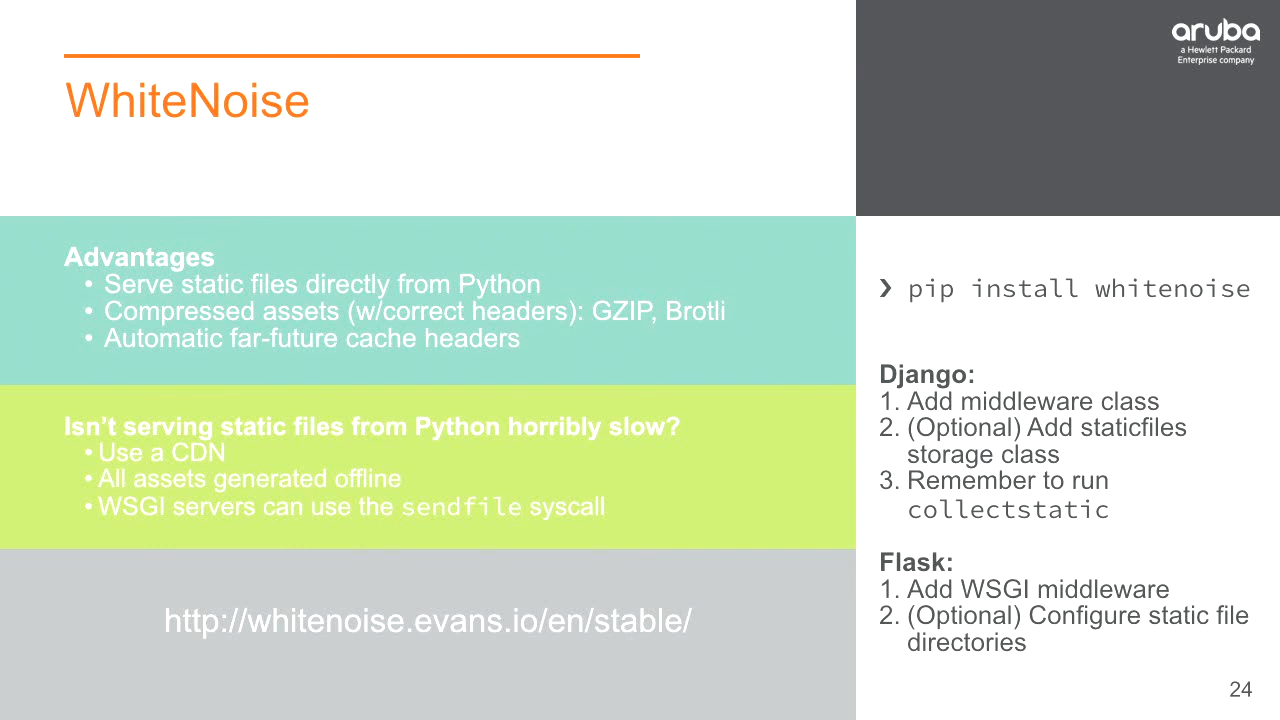 WhiteNoise
aruba
a Hewlett Packard
Enterprise company
Advantages
• Serve static files directly from Python
• Compressed assets (w/correct headers): GZIP, Brotli
• Automatic far-future cache headers
Isn’t serving static files from Python horribly slow?
• Use a CDN
• All assets generated offline
• WSGI servers can use the sendfile syscall
http://whitenoise.evans.io/en/stable/
❯ pip install whitenoise
Django:
1. Add middleware class
2. (Optional) Add staticfiles
storage class
3. Remember to run
collectstatic
Flask:
1. Add WSGI middleware
2. (Optional) Configure static file
directories
24